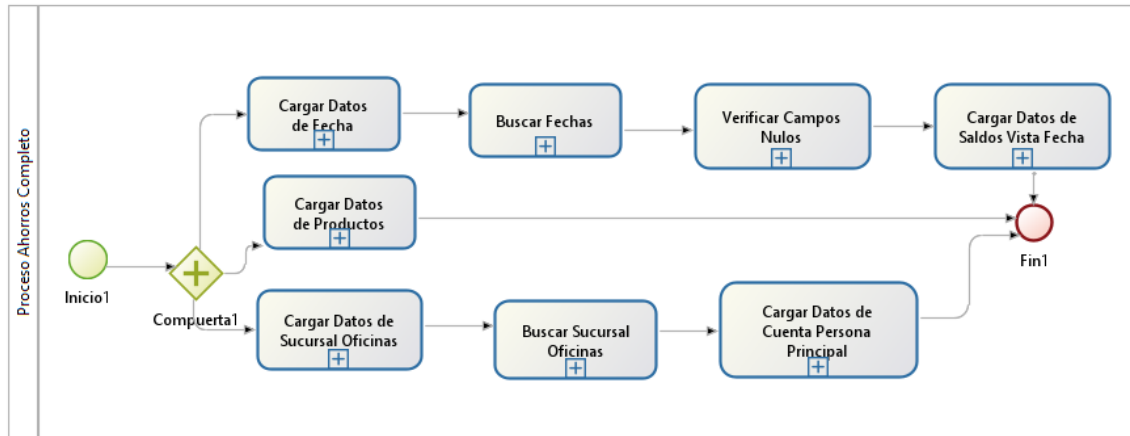 Proceso Ahorros Completo
Inicio1
Compuerta1
Cargar Datos
de Fecha
Buscar Fechas
Verificar Campos
Nulos
Cargar Datos de
Saldos Vista Fecha
Cargar Datos
de Productos
Fin1
Cargar Datos de
Sucursal Oficinas
Buscar Sucursal
Oficinas
Cargar Datos de
Cuenta Persona
Principal